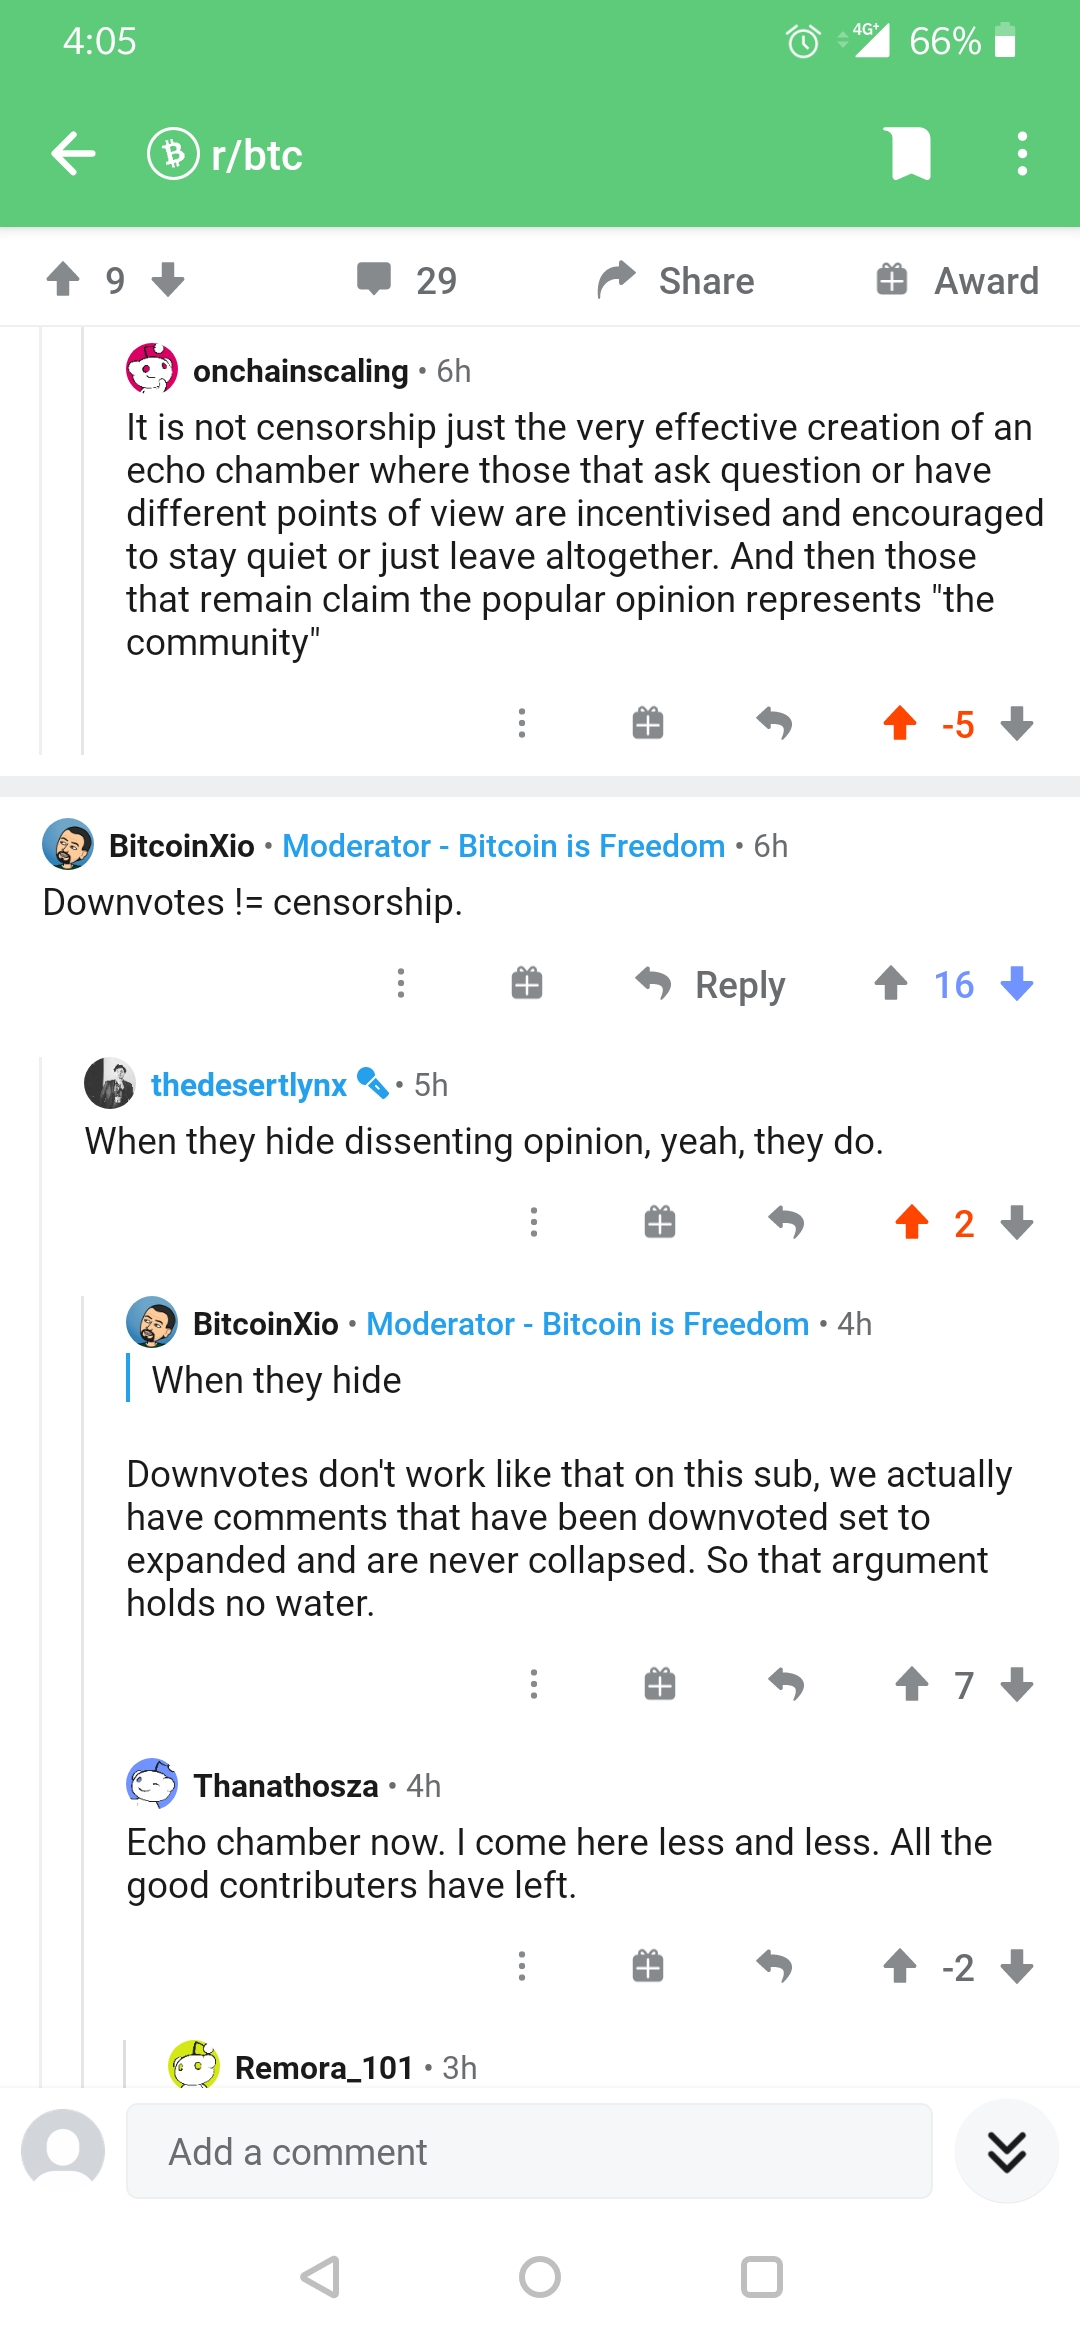 4:05
4G+ 66%
r/btc
9 29 Share Award
onchainscaling • 6h
It is not censorship just the very effective creation of an
echo chamber where those that ask question or have
different points of view are incentivised and encouraged
to stay quiet or just leave altogether. And then those
that remain claim the popular opinion represents "the
community"
-5
BitcoinXio • Moderator - Bitcoin is Freedom • 6h
Downvotes != censorship.
Reply 16
thedesertlynx • 5h
When they hide dissenting opinion, yeah, they do.
2
BitcoinXio • Moderator - Bitcoin is Freedom • 4h
When they hide
Downvotes don't work like that on this sub, we actually
have comments that have been downvoted set to
expanded and are never collapsed. So that argument
holds no water.
7
Thanathosza • 4h
Echo chamber now. I come here less and less. All the
good contributers have left.
-2
Remora_101 • 3h
Add a comment